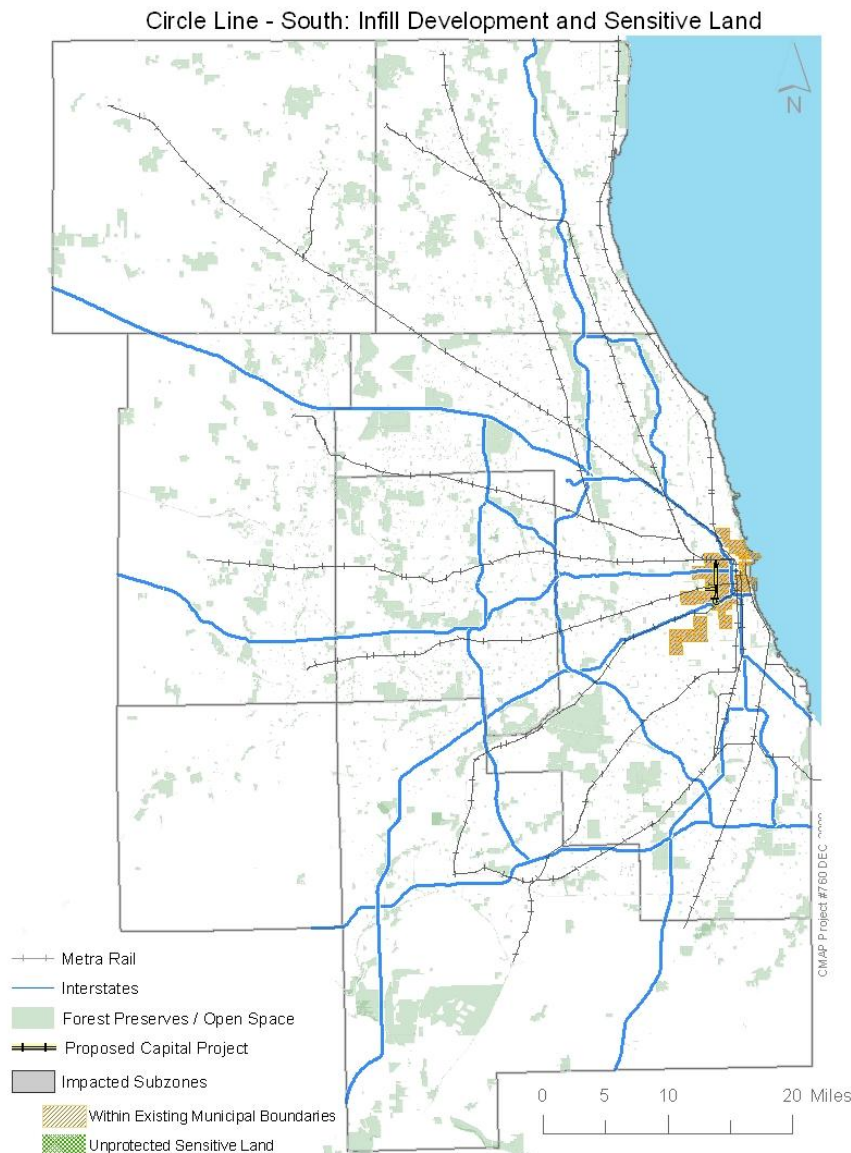 Circle Line - South: Infill Development and Sensitive Land
N
CMAP Project #760 DEC
Metra Rail
Interstates
Forest Preserves / Open Space
Proposed Capital Project
Impacted Subzones
Within Existing Municipal Boundaries
Unprotected Sensitive Land
0 5 10 20 Miles